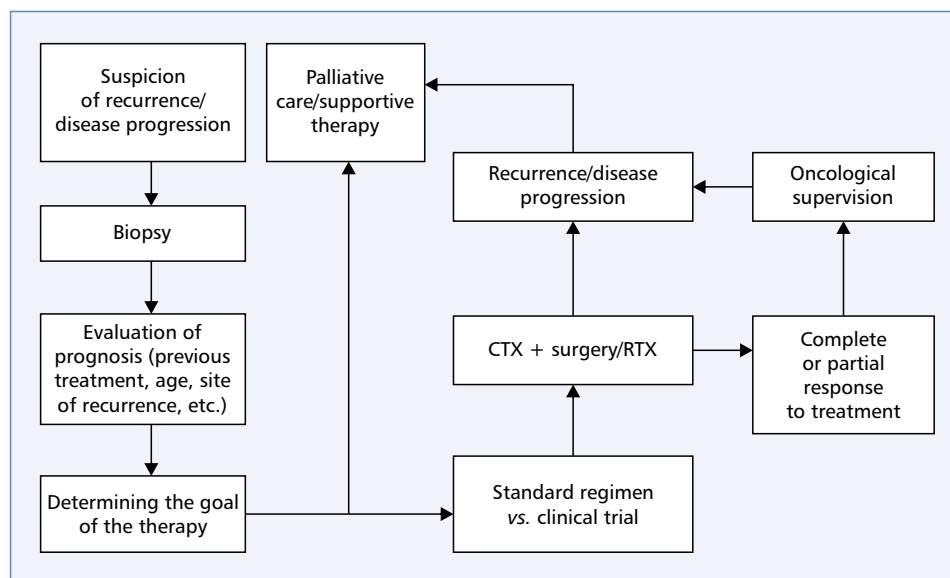 Suspicion
of recurrence/
disease progression
Palliative
care/supportive
therapy
Recurrence/disease
progression
Oncological
supervision
Biopsy
Evaluation of
prognosis (previous
treatment, age, site
of recurrence, etc.)
CTX + surgery/RTX
Complete
or partial
response
to treatment
Determining the goal
of the therapy
Standard regimen
vs. clinical trial